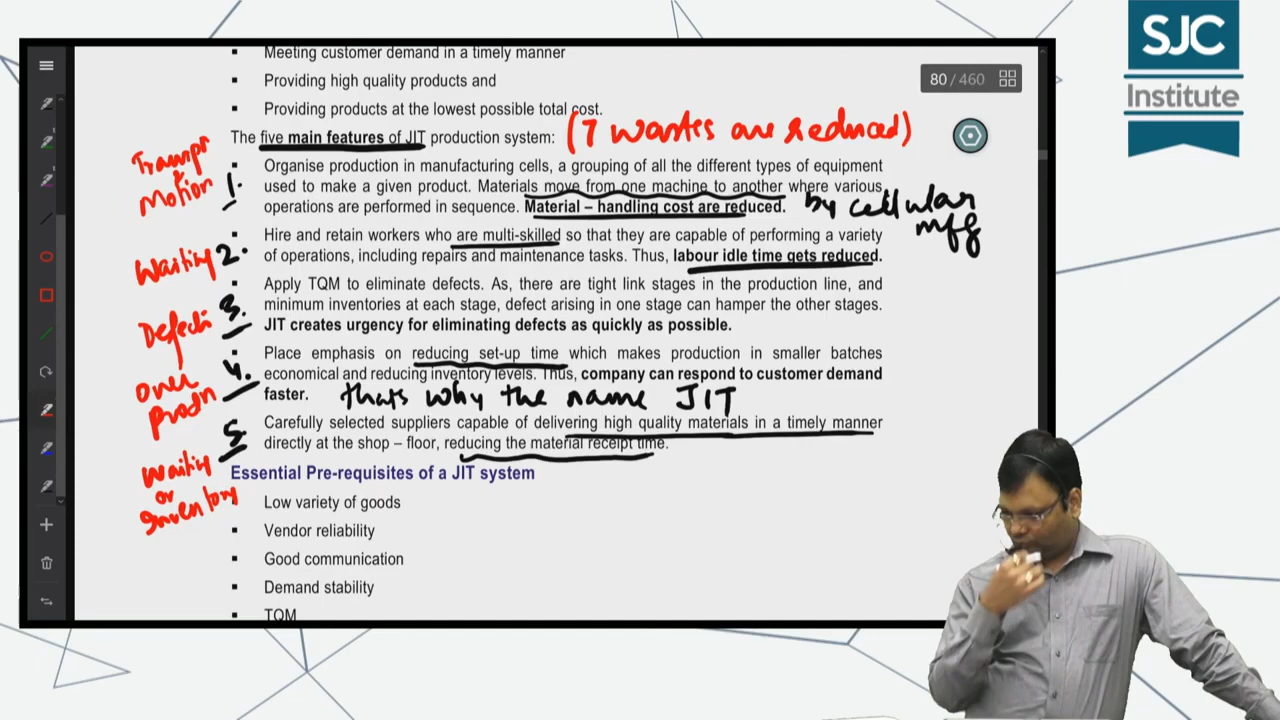 SJC
Institute
80 / 460
Meeting customer demand in a timely manner
Providing high quality products and
Providing products at the lowest possible total cost.
The five main features of JIT production system: (7 wastes are reduced)
Transpt & Motion
1. Organise production in manufacturing cells, a grouping of all the different types of equipment
used to make a given product. Materials move from one machine to another where various
operations are performed in sequence. Material – handling cost are reduced. by cellular mfg
Waiting 2. Hire and retain workers who are multi-skilled so that they are capable of performing a variety
of operations, including repairs and maintenance tasks. Thus, labour idle time gets reduced.
3. Apply TQM to eliminate defects. As, there are tight link stages in the production line, and
minimum inventories at each stage, defect arising in one stage can hamper the other stages.
JIT creates urgency for eliminating defects as quickly as possible.
4. Place emphasis on reducing set-up time which makes production in smaller batches
economical and reducing inventory levels. Thus, company can respond to customer demand
faster. thats why the name JIT
Over Prodn
5. Carefully selected suppliers capable of delivering high quality materials in a timely manner
directly at the shop – floor, reducing the material receipt time.
Waiting or Inventory
Essential Pre-requisites of a JIT system
Low variety of goods
Vendor reliability
Good communication
Demand stability
TQM